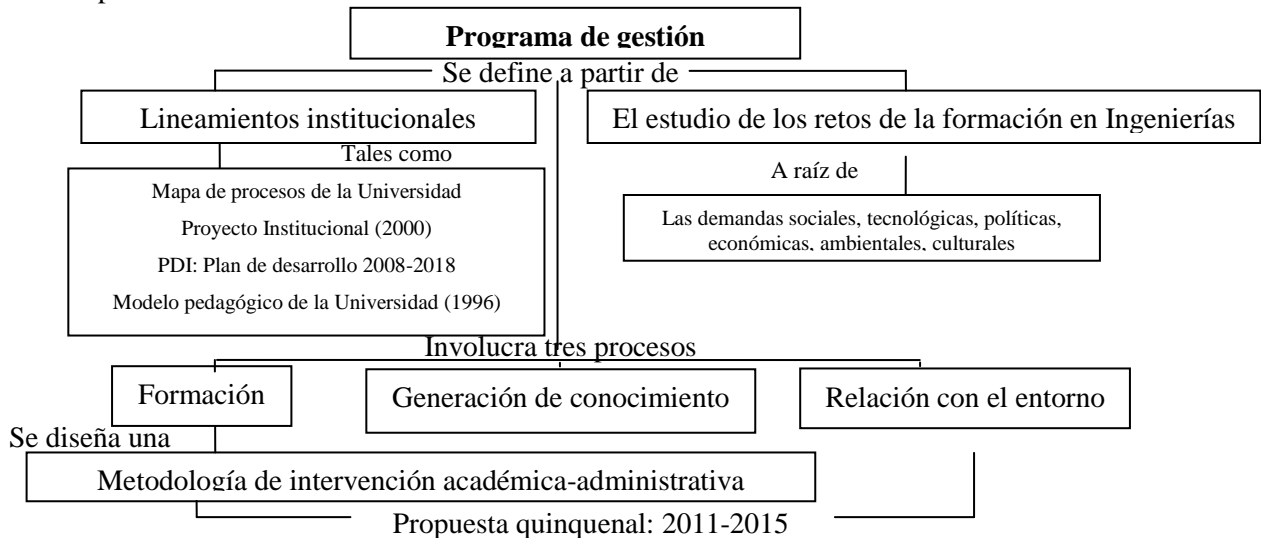 Programa de gestión
Se define a partir de
Lineamientos institucionales
El estudio de los retos de la formación en Ingenierías
Tales como
A raíz de
Mapa de procesos de la Universidad
Proyecto Institucional (2000)
PDI: Plan de desarrollo 2008-2018
Modelo pedagógico de la Universidad (1996)
Las demandas sociales, tecnológicas, políticas,
económicas, ambientales, culturales
Involucra tres procesos
Formación
Generación de conocimiento
Relación con el entorno
Se diseña una
Metodología de intervención académica-administrativa
Propuesta quinquenal: 2011-2015